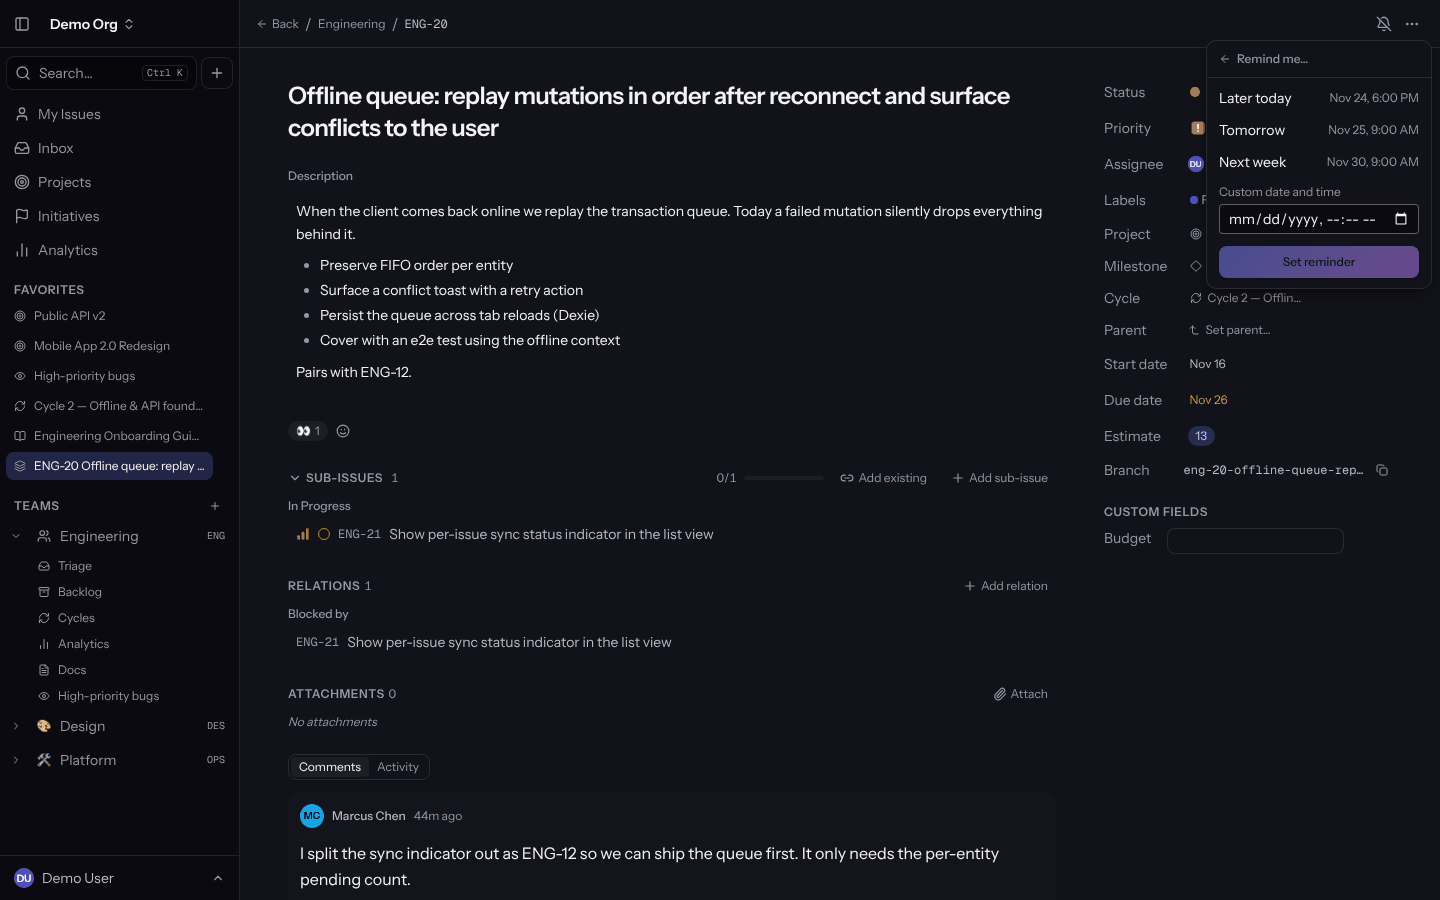 Demo Org
Search...
Ctrl K
My Issues
Inbox
Projects
Initiatives
Analytics
FAVORITES
Public API v2
Mobile App 2.0 Redesign
High-priority bugs
Cycle 2 — Offline & API found...
Engineering Onboarding Gui...
ENG-20 Offline queue: replay ...
TEAMS
Engineering ENG
Triage
Backlog
Cycles
Analytics
Docs
High-priority bugs
Design DES
Platform OPS
DU Demo User
Back / Engineering / ENG-20
Offline queue: replay mutations in order after reconnect and surface
conflicts to the user
Description
When the client comes back online we replay the transaction queue. Today a failed mutation silently drops everything
behind it.
Preserve FIFO order per entity
Surface a conflict toast with a retry action
Persist the queue across tab reloads (Dexie)
Cover with an e2e test using the offline context
Pairs with ENG-12.
1
SUB-ISSUES 1
0/1
Add existing
Add sub-issue
In Progress
ENG-21 Show per-issue sync status indicator in the list view
RELATIONS 1
Add relation
Blocked by
ENG-21 Show per-issue sync status indicator in the list view
ATTACHMENTS 0
Attach
No attachments
Comments
Activity
MC Marcus Chen 44m ago
I split the sync indicator out as ENG-12 so we can ship the queue first. It only needs the per-entity
pending count.
Status
Priority
Assignee DU
Labels
Project
Milestone
Cycle Cycle 2 — Offlin...
Parent Set parent...
Start date Nov 16
Due date Nov 26
Estimate 13
Branch eng-20-offline-queue-rep...
CUSTOM FIELDS
Budget
Remind me...
Later today Nov 24, 6:00 PM
Tomorrow Nov 25, 9:00 AM
Next week Nov 30, 9:00 AM
Custom date and time
mm/dd/yyyy, --:-- --
Set reminder